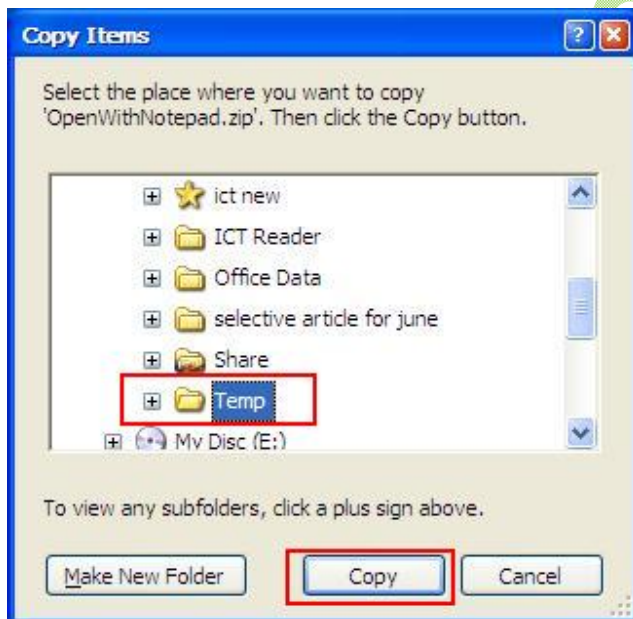 Copy Items
Select the place where you want to copy
'OpenWithNotepad.zip'. Then click the Copy button.
ict new
ICT Reader
Office Data
selective article for june
Share
Temp
My Disc (E:)
To view any subfolders, click a plus sign above.
Make New Folder Copy Cancel